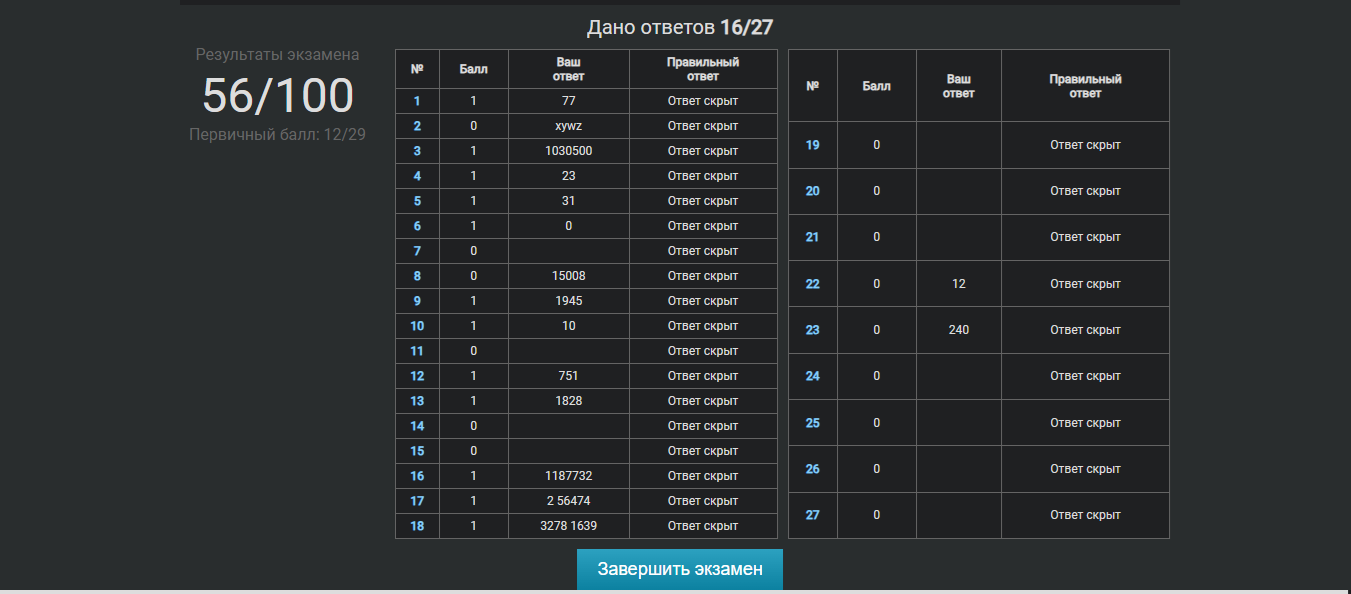 Дано ответов 16/27
Результаты экзамена
56/100
Первичный балл: 12/29
№ Балл Ваш ответ Правильный ответ
1 1 77 Ответ скрыт
2 0 xywz Ответ скрыт
3 1 1030500 Ответ скрыт
4 1 23 Ответ скрыт
5 1 31 Ответ скрыт
6 1 0 Ответ скрыт
7 0 Ответ скрыт
8 0 15008 Ответ скрыт
9 1 1945 Ответ скрыт
10 1 10 Ответ скрыт
11 0 Ответ скрыт
12 1 751 Ответ скрыт
13 1 1828 Ответ скрыт
14 0 Ответ скрыт
15 0 Ответ скрыт
16 1 1187732 Ответ скрыт
17 1 2 56474 Ответ скрыт
18 1 3278 1639 Ответ скрыт
№ Балл Ваш ответ Правильный ответ
19 0 Ответ скрыт
20 0 Ответ скрыт
21 0 Ответ скрыт
22 0 12 Ответ скрыт
23 0 240 Ответ скрыт
24 0 Ответ скрыт
25 0 Ответ скрыт
26 0 Ответ скрыт
27 0 Ответ скрыт
Завершить экзамен